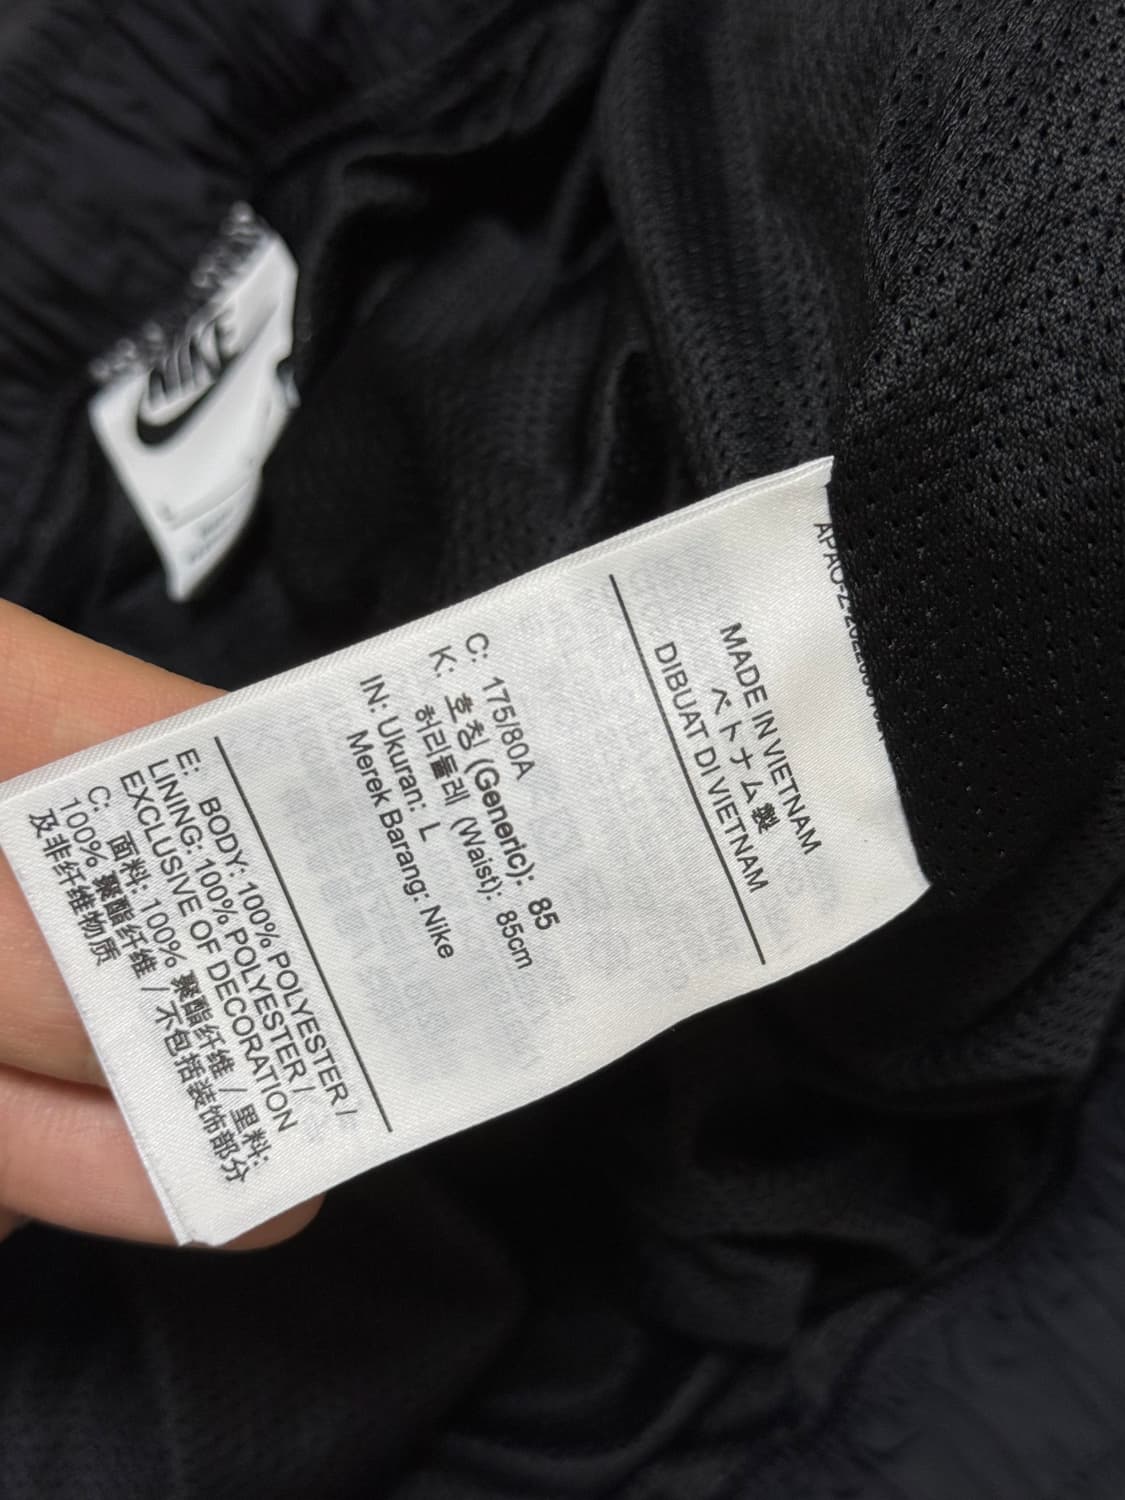 NIKE
MADE IN VIETNAM
ベトナム製
DIBUAT DI VIETNAM
C: 175/80A
K: 호칭 (Generic): 85
허리둘레 (Waist): 85cm
IN: Ukuran: L
Merek Barang: Nike
E: BODY: 100% POLYESTER /
LINING: 100% POLYESTER /
EXCLUSIVE OF DECORATION
C: 面料: 100% 聚酯纤维 / 里料:
100% 聚酯纤维 / 不包括装饰部分
及非纤维物质